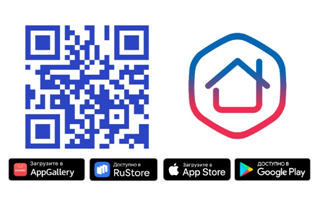 Загрузите в
AppGallery
Доступно в
RuStore
Загрузите в
App Store
ДОСТУПНО В
Google Play